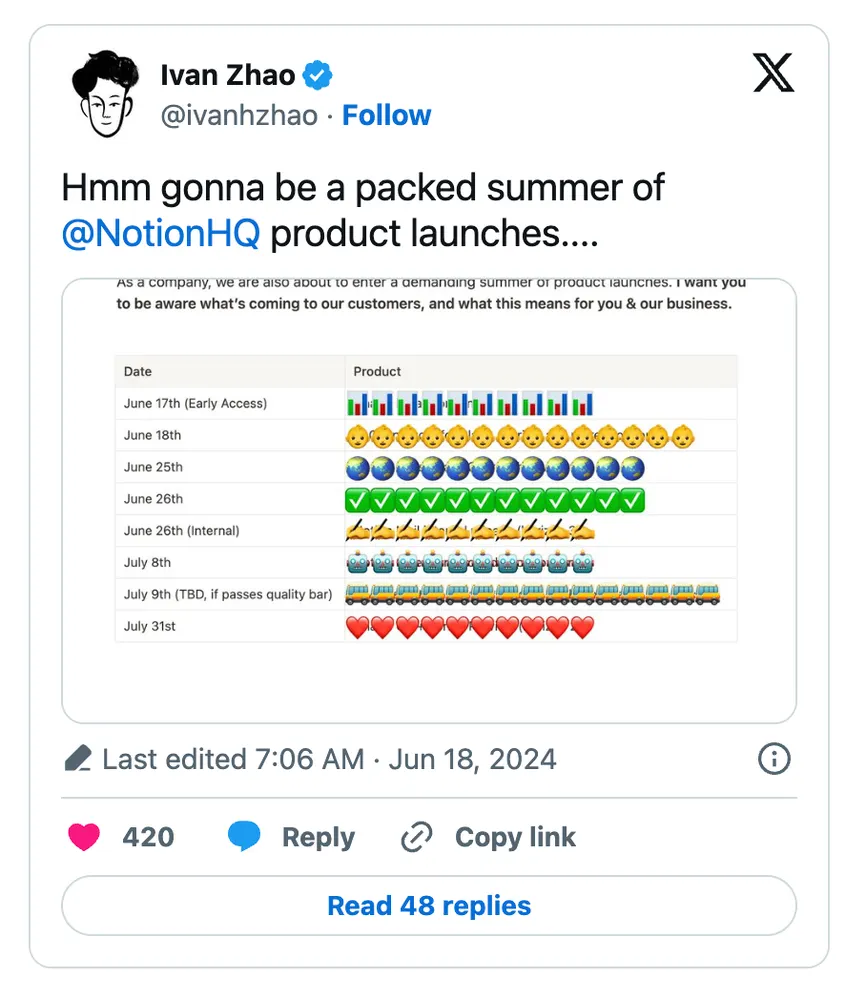 Ivan Zhao
@ivanhzhao · Follow
Hmm gonna be a packed summer of
@NotionHQ product launches....
As a company, we are also about to enter a demanding summer of product launches. I want you
to be aware what's coming to our customers, and what this means for you & our business.
Date Product
June 17th (Early Access)
June 18th
June 25th
June 26th
June 26th (Internal)
July 8th
July 9th (TBD, if passes quality bar)
July 31st
Last edited 7:06 AM · Jun 18, 2024
420 Reply Copy link
Read 48 replies